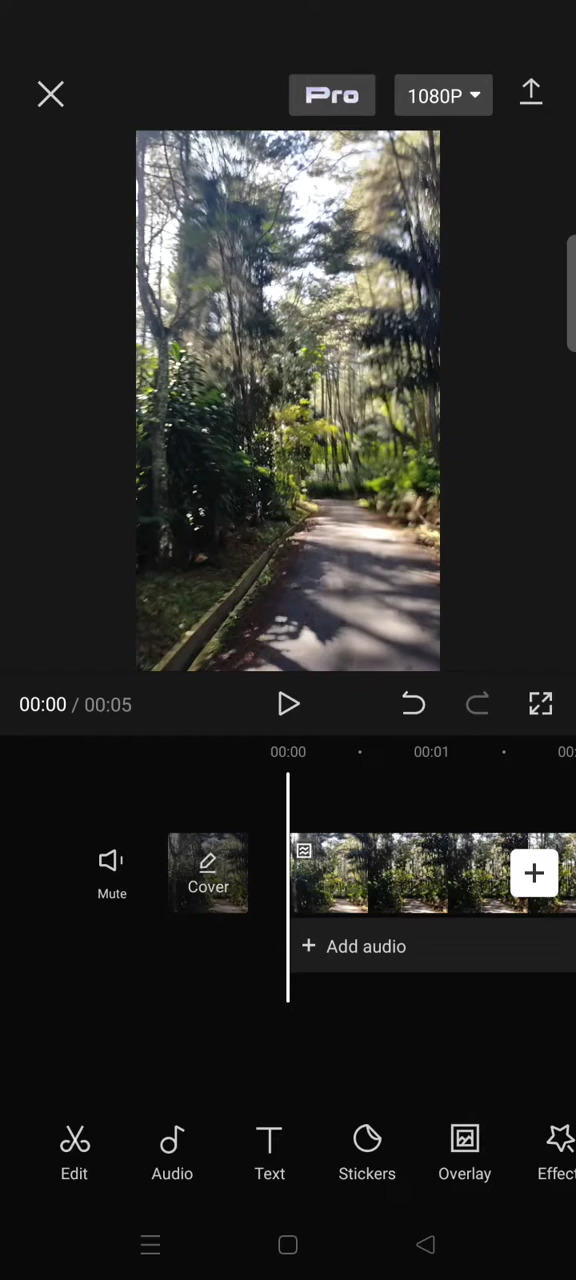 Pro
1080P
00:00 / 00:05
00:00
00:01
Mute
Cover
Add audio
Edit
Audio
Text
Stickers
Overlay
Effect